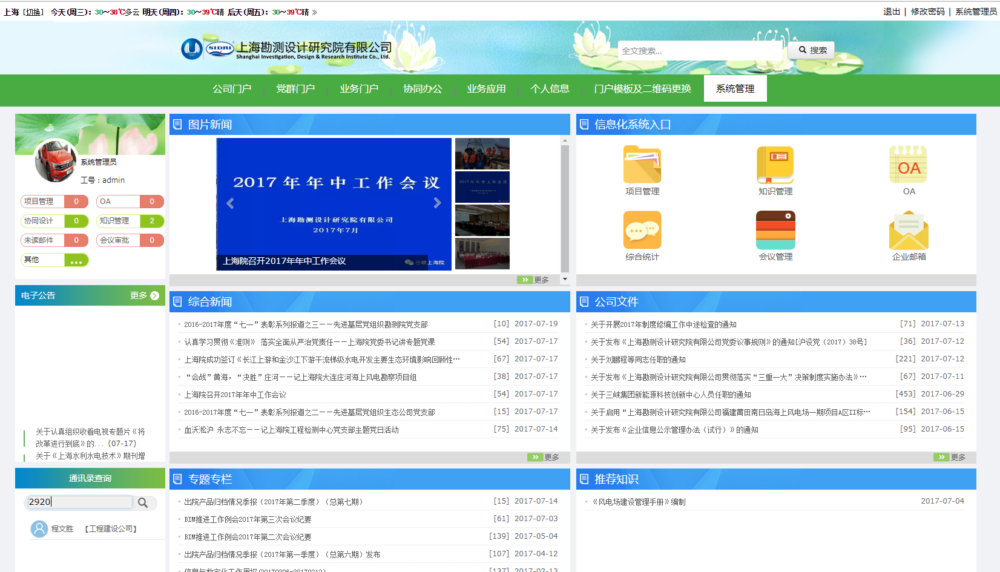 上海 [切换] 今天(周三)：30～38℃多云 明天(周四)：30～39℃晴 后天(周五)：30～39℃晴
退出 | 修改密码 | 系统管理员
SIDRI 上海勘测设计研究院有限公司
Shanghai Investigation, Design & Research Institute Co., Ltd.
全文搜索... 搜索
公司门户 党群门户 业务门户 协同办公 业务应用 个人信息 门户模板及二维码更换 系统管理
系统管理员
工号：admin
项目管理 0 OA 0
协同设计 0 知识管理 2
未读邮件 0 会议审批 0
其他 ...
电子公告 更多
关于认真组织收看电视专题片《将
改革进行到底》的...（07-17）
关于《上海水利水电技术》期刊增
通讯录查询
2920
程文胜 【工程建设公司】
图片新闻
2017年年中工作会议
上海勘测设计研究院有限公司
2017年7月
上海院召开2017年年中工作会议
三峡上海院
更多
信息化系统入口
项目管理 知识管理 OA
OA
综合统计 会议管理 企业邮箱
综合新闻
2016-2017年度“七一”表彰系列报道之三——先进基层党组织勘测院党支部 [10] 2017-07-19
认真学习贯彻《准则》 落实全面从严治党责任——上海院党委书记讲专题党课 [54] 2017-07-17
上海院成功签订《长江上游和金沙江下游干流梯级水电开发主要生态环境影响回顾性… [67] 2017-07-17
“会战”黄海，“决胜”庄河——记上海院大连庄河海上风电勘察项目组 [38] 2017-07-17
上海院召开2017年年中工作会议 [54] 2017-07-17
2016-2017年度“七一”表彰系列报道之二——先进基层党组织生态公司党支部 [15] 2017-07-17
血沃淞沪 永志不忘——记上海院工程检测中心党支部主题党日活动 [75] 2017-07-14
更多
公司文件
关于开展2017年制度修编工作中途检查的通知 [71] 2017-07-13
关于发布《上海勘测设计研究院有限公司党委议事规则》的通知[沪设党（2017）38号] [36] 2017-07-12
关于刘鹏程等同志任职的通知 [221] 2017-07-12
关于发布《上海勘测设计研究院有限公司贯彻落实“三重一大”决策制度实施办法》… [67] 2017-07-11
关于三峡集团新能源科技创新中心人员任职的通知 [453] 2017-06-29
关于启用“上海勘测设计研究院有限公司福建莆田南日岛海上风电场一期项目A区II标… [154] 2017-06-15
关于发布《企业信息公示管理办法（试行）》的通知 [95] 2017-06-15
更多
专题专栏
出院产品归档情况季报（2017年第二季度）（总第七期） [15] 2017-07-14
BIM推进工作例会2017年第三次会议纪要 [61] 2017-07-03
BIM推进工作例会2017年第二次会议纪要 [139] 2017-05-04
出院产品归档情况季报（2017年第一季度）（总第六期）发布 [107] 2017-04-12
信息与数字化工作周报(20170206-20170212) [137] 2017-02-13
推荐知识
《风电场建设管理手册》编制 2017-07-04